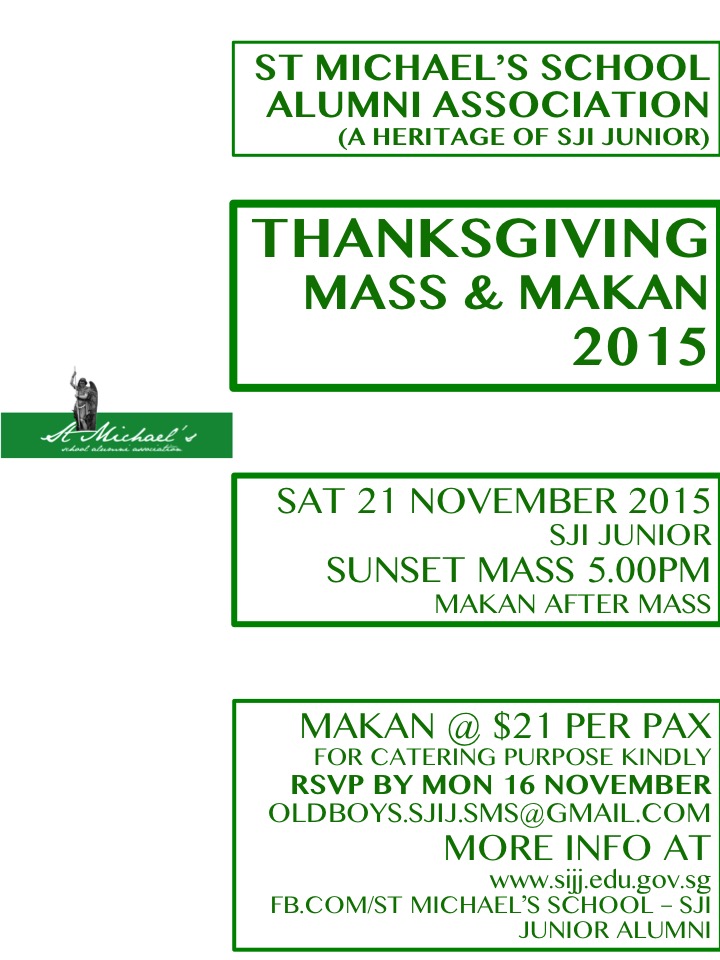 ST MICHAEL'S SCHOOL
ALUMNI ASSOCIATION
(A HERITAGE OF SJI JUNIOR)
THANKSGIVING
MASS & MAKAN
2015
St Michael's
school alumni association
SAT 21 NOVEMBER 2015
SJI JUNIOR
SUNSET MASS 5.00PM
MAKAN AFTER MASS
MAKAN @ $21 PER PAX
FOR CATERING PURPOSE KINDLY
RSVP BY MON 16 NOVEMBER
OLDBOYS.SJIJ.SMS@GMAIL.COM
MORE INFO AT
www.sijj.edu.gov.sg
FB.COM/ST MICHAEL'S SCHOOL – SJI
JUNIOR ALUMNI